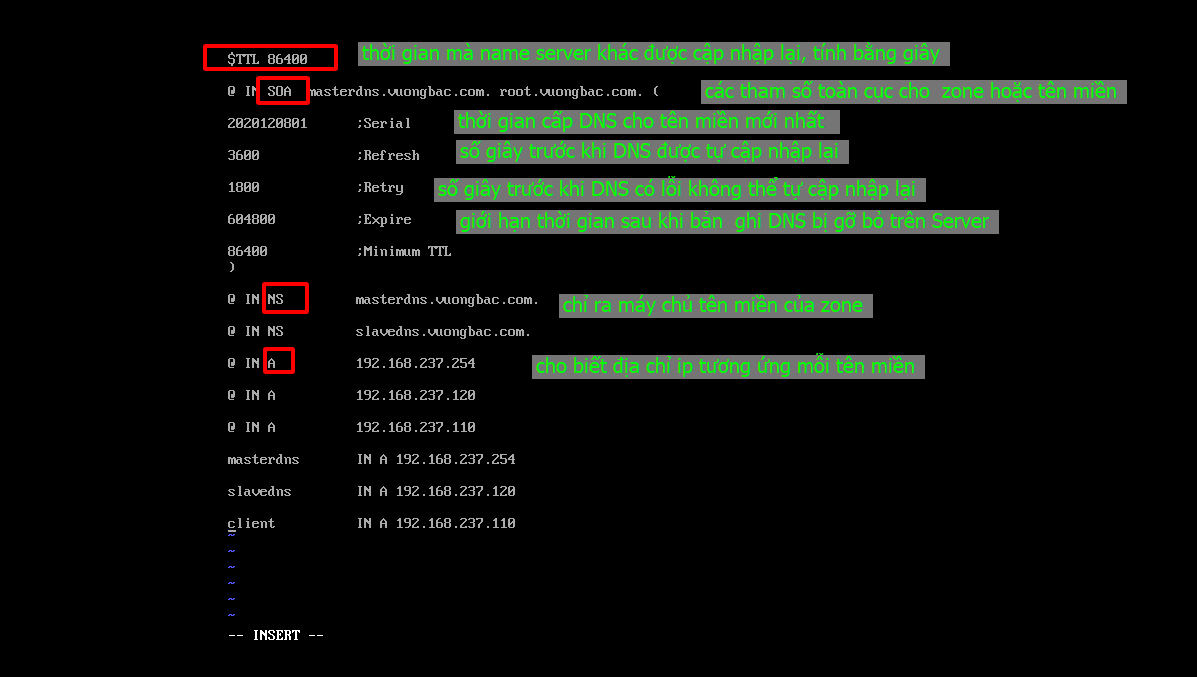 $TTL 86400 thời gian mà name server khác được cập nhập lại, tính bằng giây
@ IN SOA masterdns.vuongbac.com. root.vuongbac.com. ( các tham số toàn cục cho zone hoặc tên miền
2020120801 ;Serial thời gian cấp DNS cho tên miền mới nhất
3600 ;Refresh số giây trước khi DNS được tự cập nhập lại
1800 ;Retry số giây trước khi DNS có lỗi không thể tự cập nhập lại
604800 ;Expire giới hạn thời gian sau khi bản ghi DNS bị gỡ bỏ trên Server
86400 ;Minimum TTL
)
@ IN NS masterdns.vuongbac.com. chỉ ra máy chủ tên miền của zone
@ IN NS slavedns.vuongbac.com.
@ IN A 192.168.237.254 cho biết địa chỉ ip tương ứng mỗi tên miền
@ IN A 192.168.237.120
@ IN A 192.168.237.110
masterdns IN A 192.168.237.254
slavedns IN A 192.168.237.120
client IN A 192.168.237.110
~
~
~
~
~
~
-- INSERT --